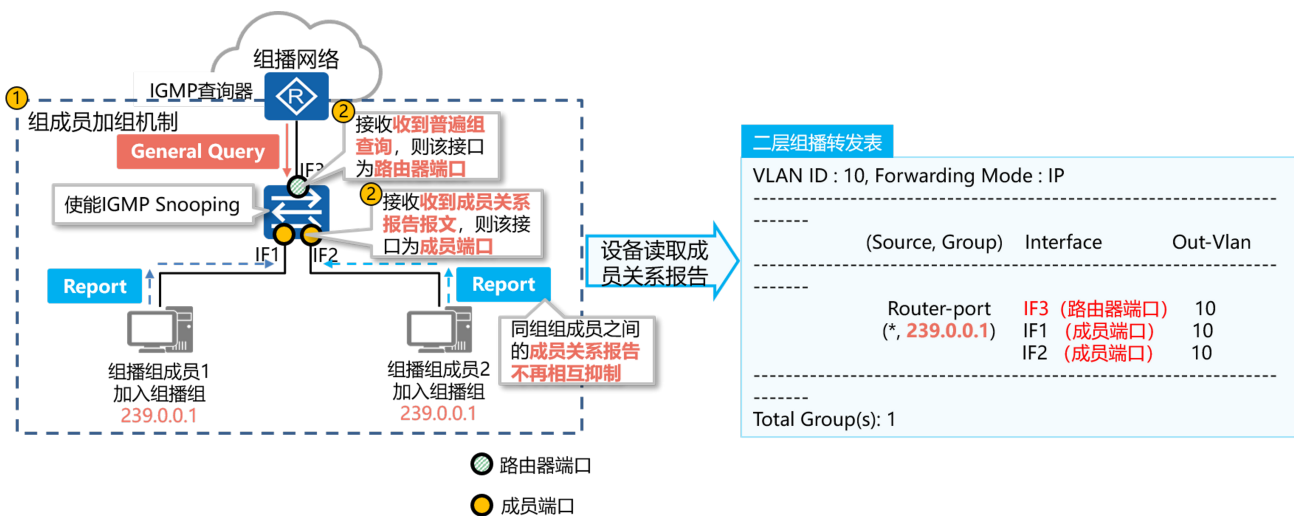 组播网络
IGMP查询器
R
①
组成员加组机制
General Query
②
接收收到普遍组
查询，则该接口
为路由器端口
IF3
使能IGMP Snooping
②
接收收到成员关系
报告报文，则该接
口为成员端口
IF1
IF2
Report
Report
同组组成员之间
的成员关系报告
不再相互抑制
组播组成员1
加入组播组
239.0.0.1
组播组成员2
加入组播组
239.0.0.1
路由器端口
成员端口
设备读取成
员关系报告
二层组播转发表
VLAN ID : 10, Forwarding Mode : IP
-----------------------------------------------------------------
-------
(Source, Group) Interface Out-Vlan
-----------------------------------------------------------------
-------
Router-port IF3（路由器端口） 10
(*, 239.0.0.1) IF1（成员端口） 10
IF2（成员端口） 10
-----------------------------------------------------------------
-------
Total Group(s): 1